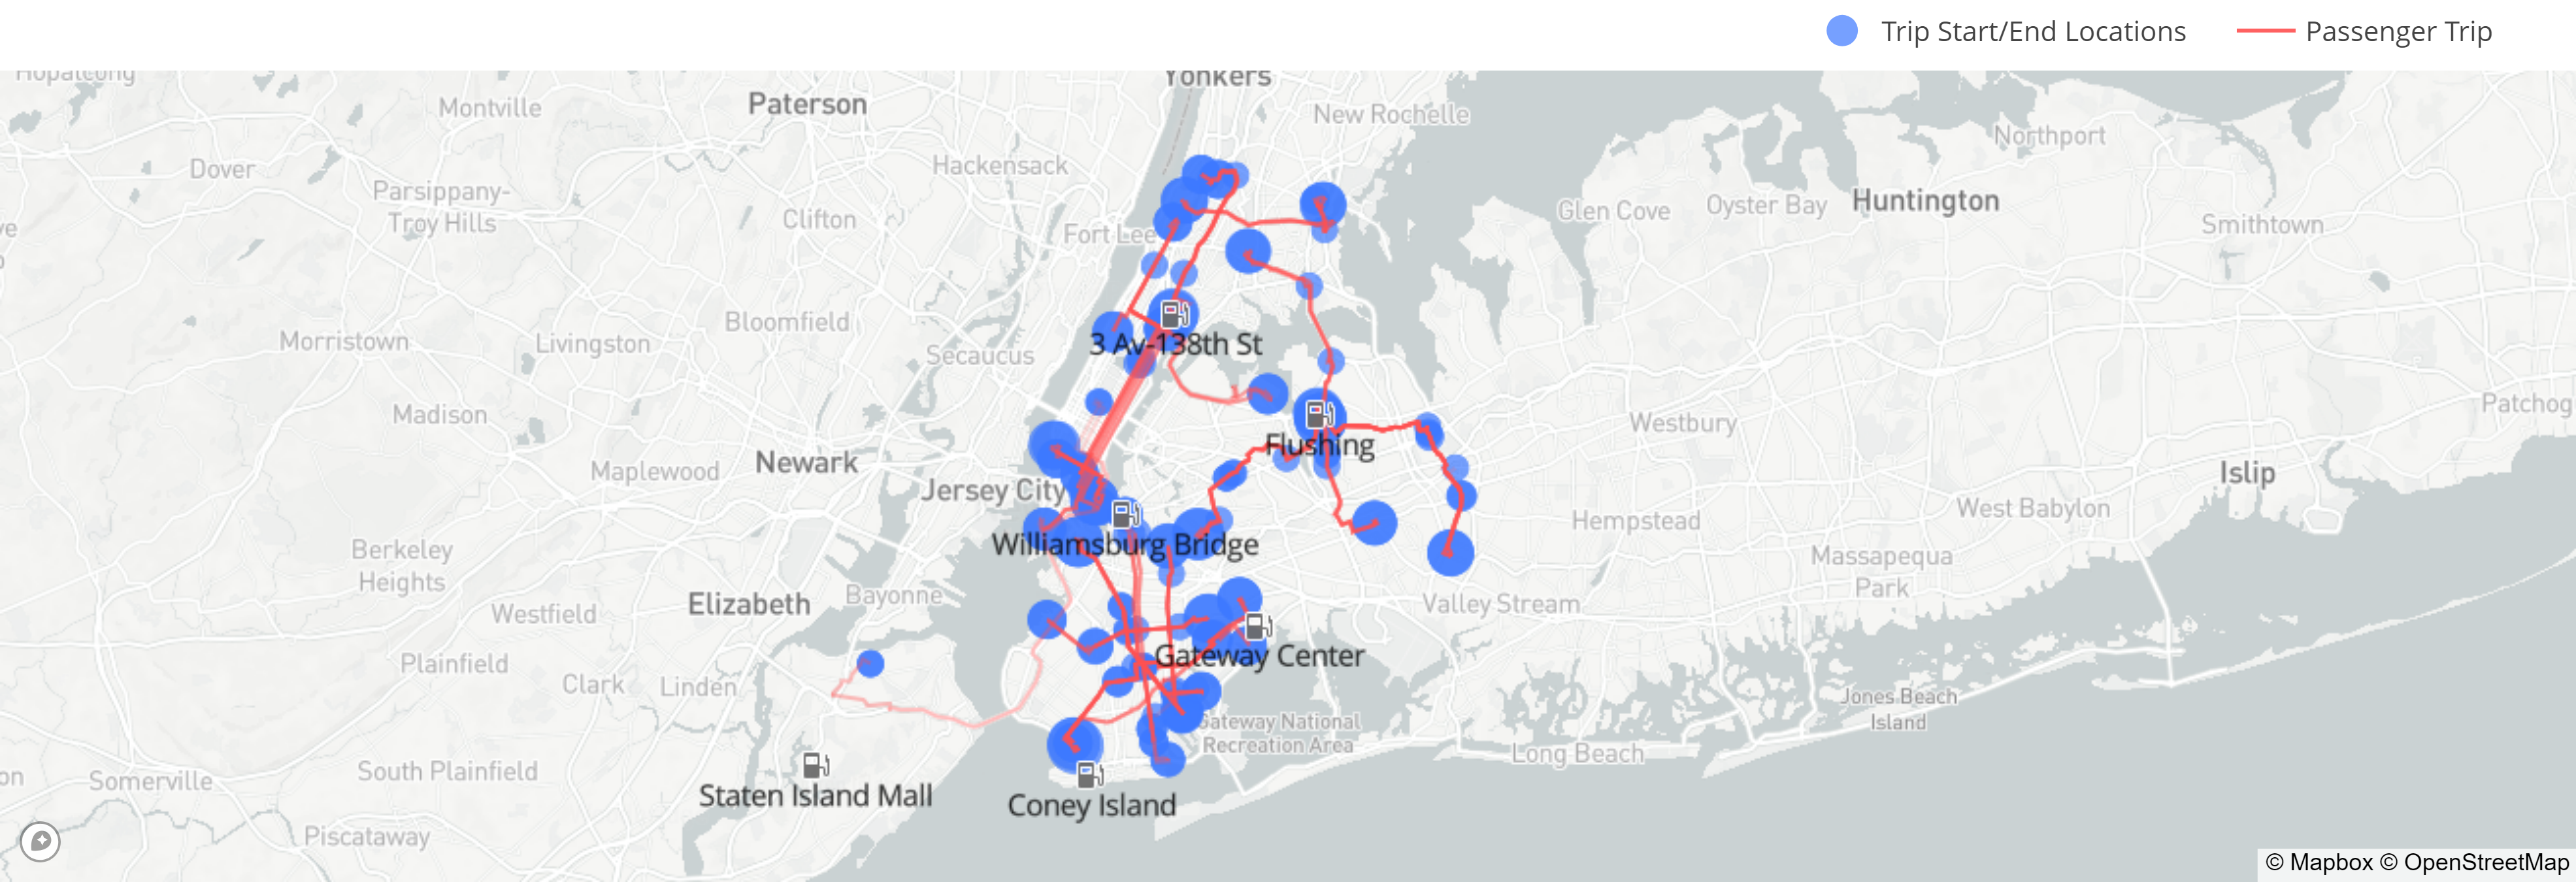 Trip Start/End Locations
Passenger Trip
Hopatcong
Yonkers
Montville
Paterson
New Rochelle
Northport
Dover
Hackensack
Parsippany-
Troy Hills
Clifton
Fort Lee
Glen Cove
Oyster Bay
Huntington
Smithtown
Bloomfield
Morristown
Livingston
Secaucus
3 Av-138th St
Madison
Westbury
Patchog
Flushing
Maplewood
Newark
Jersey City
Islip
West Babylon
Hempstead
Williamsburg Bridge
Berkeley
Heights
Massapequa
Park
Elizabeth
Bayonne
Westfield
Valley Stream
Plainfield
Clark
Linden
Gateway Center
Jones Beach
Island
Gateway National
Recreation Area
Long Beach
Somerville
South Plainfield
Staten Island Mall
Coney Island
Piscataway
© Mapbox © OpenStreetMap